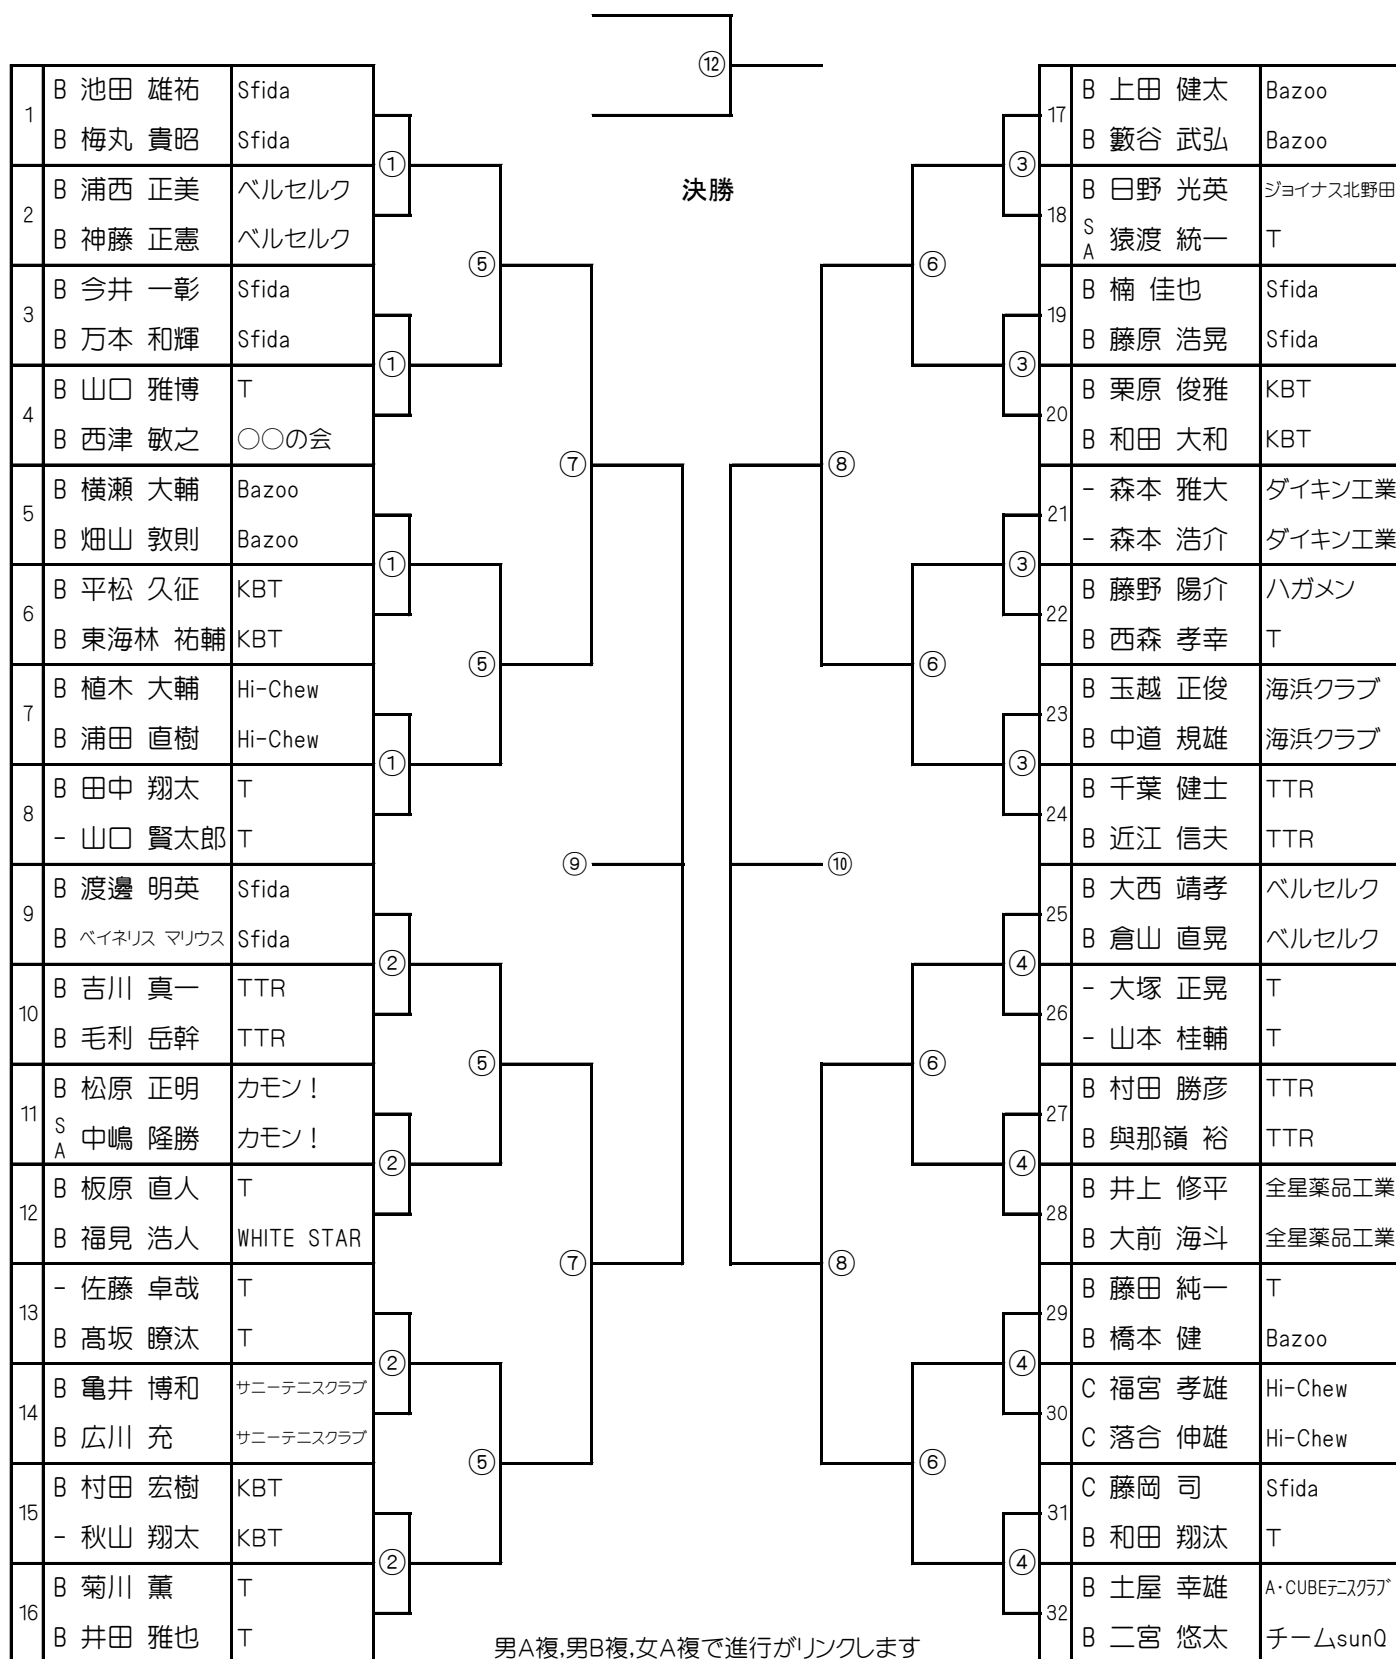 ⑫
決勝
1
B 池田 雄祐 Sfida
B 梅丸 貴昭 Sfida
①
2
B 浦西 正美 ベルセルク
B 神藤 正憲 ベルセルク
⑤
3
B 今井 一彰 Sfida
B 万本 和輝 Sfida
①
4
B 山口 雅博 T
B 西津 敏之 ○○の会
⑦
5
B 横瀬 大輔 Bazoo
B 畑山 敦則 Bazoo
①
6
B 平松 久征 KBT
B 東海林 祐輔 KBT
⑤
7
B 植木 大輔 Hi-Chew
B 浦田 直樹 Hi-Chew
①
8
B 田中 翔太 T
- 山口 賢太郎 T
⑨
9
B 渡邊 明英 Sfida
B ベイネリス マリウス Sfida
②
10
B 吉川 真一 TTR
B 毛利 岳幹 TTR
⑤
11
B 松原 正明 カモン！
SA 中嶋 隆勝 カモン！
②
12
B 板原 直人 T
B 福見 浩人 WHITE STAR
⑦
13
- 佐藤 卓哉 T
B 髙坂 瞭汰 T
②
14
B 亀井 博和 サニーテニスクラブ
B 広川 充 サニーテニスクラブ
⑤
15
B 村田 宏樹 KBT
- 秋山 翔太 KBT
②
16
B 菊川 薫 T
B 井田 雅也 T
17
B 上田 健太 Bazoo
B 籔谷 武弘 Bazoo
③
18
B 日野 光英 ジョイナス北野田
SA 猿渡 統一 T
⑥
19
B 楠 佳也 Sfida
B 藤原 浩晃 Sfida
③
20
B 栗原 俊雅 KBT
B 和田 大和 KBT
⑧
21
- 森本 雅大 ダイキン工業
- 森本 浩介 ダイキン工業
③
22
B 藤野 陽介 ハガメン
B 西森 孝幸 T
⑥
23
B 玉越 正俊 海浜クラブ
B 中道 規雄 海浜クラブ
③
24
B 千葉 健士 TTR
B 近江 信夫 TTR
⑩
25
B 大西 靖孝 ベルセルク
B 倉山 直晃 ベルセルク
④
26
- 大塚 正晃 T
- 山本 桂輔 T
⑥
27
B 村田 勝彦 TTR
B 與那嶺 裕 TTR
④
28
B 井上 修平 全星薬品工業
B 大前 海斗 全星薬品工業
⑧
29
B 藤田 純一 T
B 橋本 健 Bazoo
④
30
C 福宮 孝雄 Hi-Chew
C 落合 伸雄 Hi-Chew
⑥
31
C 藤岡 司 Sfida
B 和田 翔汰 T
④
32
B 土屋 幸雄 A・CUBEテニスクラブ
B 二宮 悠太 チームsunQ
男A複,男B複,女A複で進行がリンクします